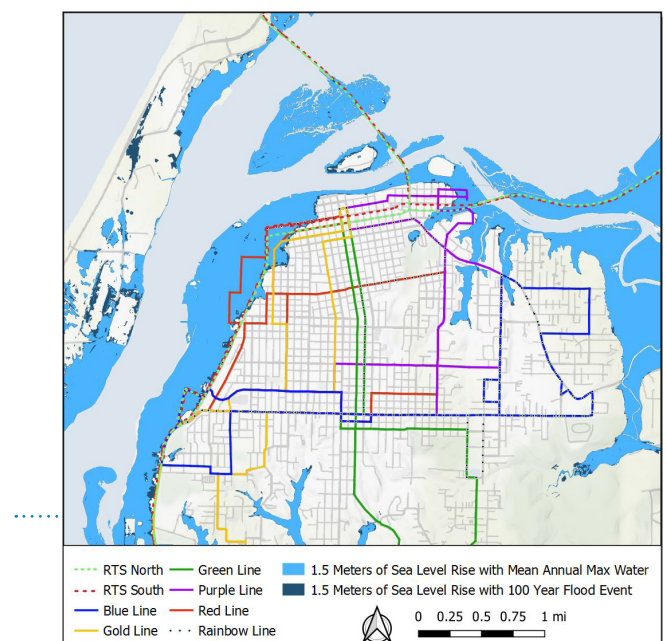 RTS North
RTS South
Blue Line
Gold Line
Green Line
Purple Line
Red Line
Rainbow Line
1.5 Meters of Sea Level Rise with Mean Annual Max Water
1.5 Meters of Sea Level Rise with 100 Year Flood Event
0 0.25 0.5 0.75 1 mi